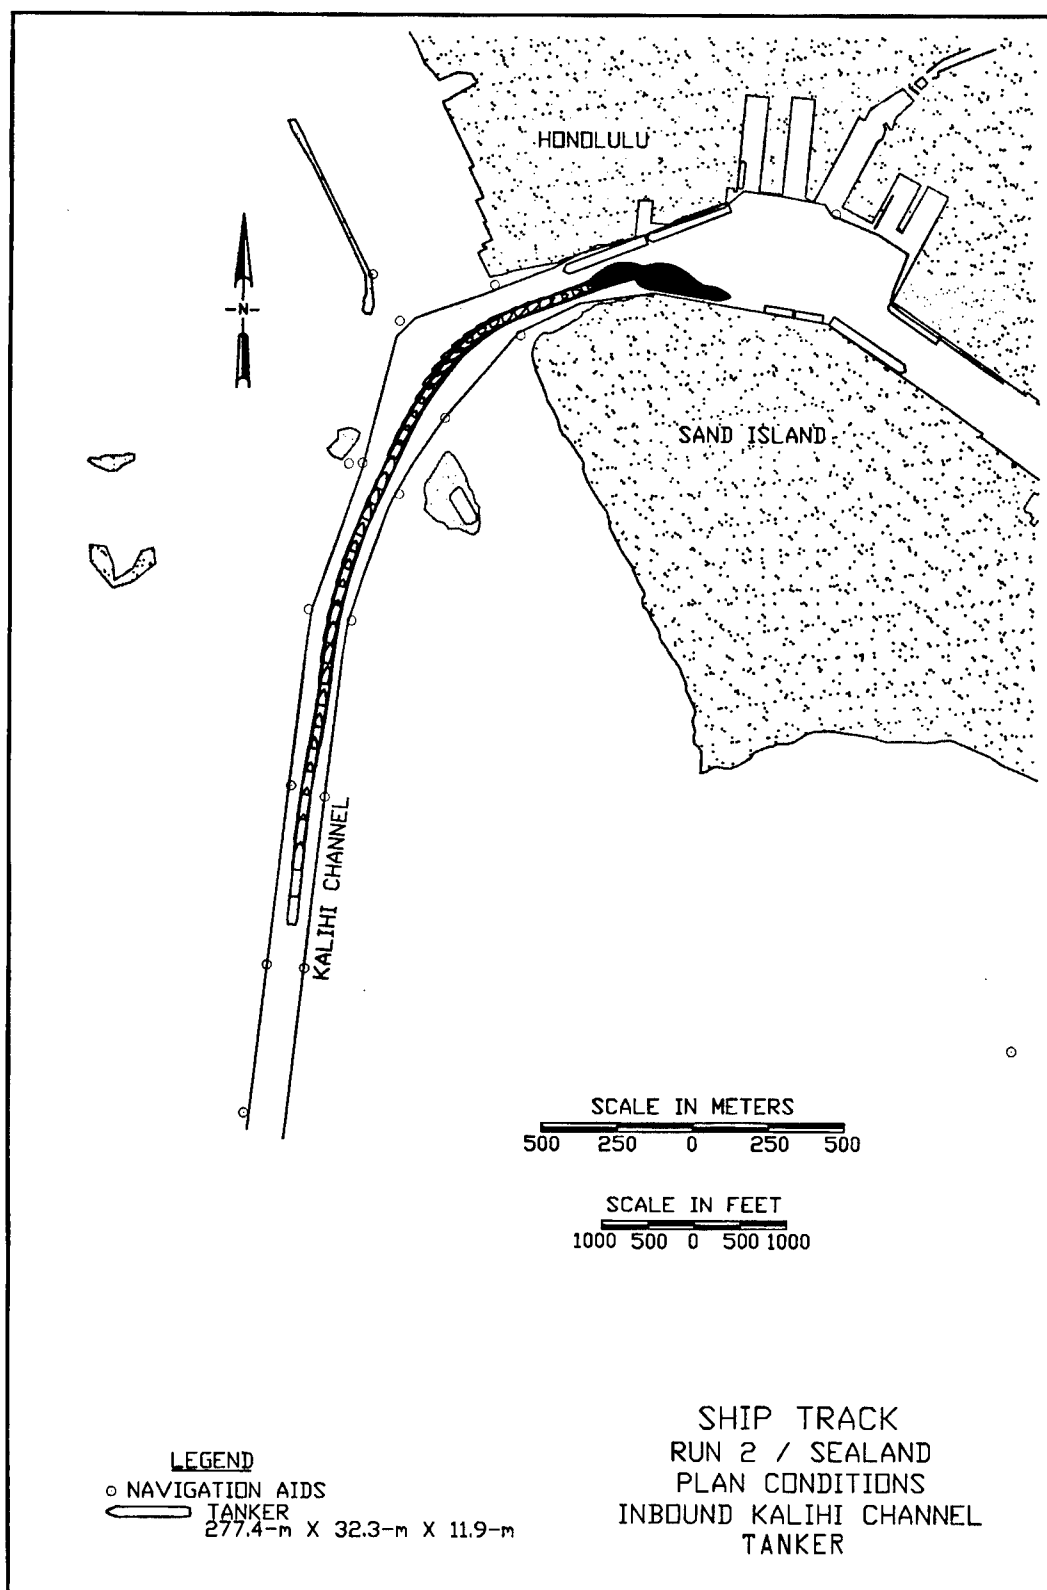 HONOLULU
-N-
SAND ISLAND
KALIHI CHANNEL
SCALE IN METERS
500 250 0 250 500
SCALE IN FEET
1000 500 0 500 1000
SHIP TRACK
RUN 2 / SEALAND
PLAN CONDITIONS
INBOUND KALIHI CHANNEL
TANKER
LEGEND
NAVIGATION AIDS
TANKER
277.4-m X 32.3-m X 11.9-m